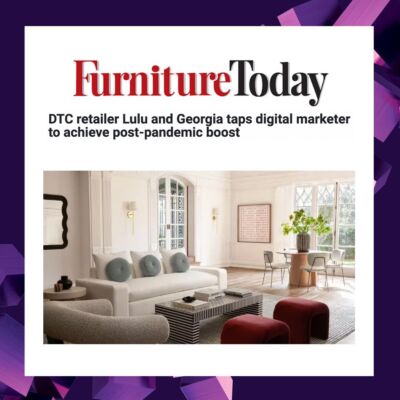 FurnitureToday
DTC retailer Lulu and Georgia taps digital marketer
to achieve post-pandemic boost